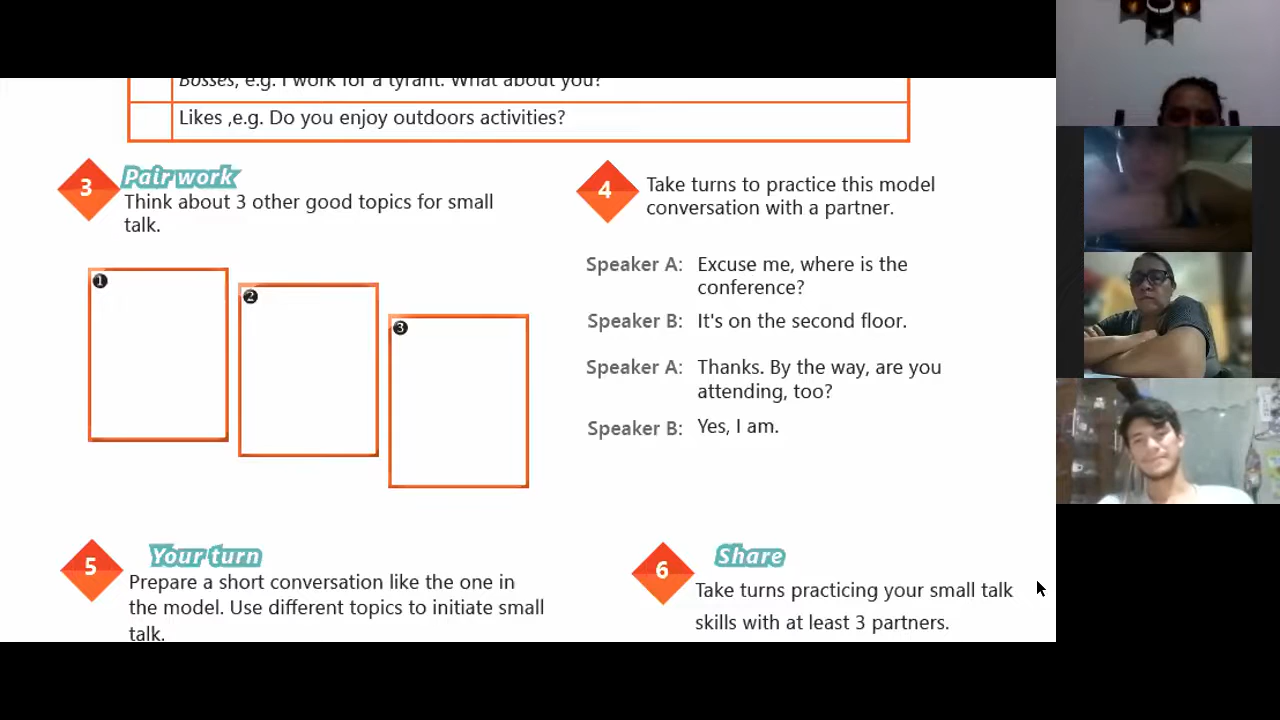 Bosses, e.g. I work for a tyrant. What about you?
Likes ,e.g. Do you enjoy outdoors activities?
3
Pair work
Think about 3 other good topics for small
talk.
1
2
3
4
Take turns to practice this model
conversation with a partner.
Speaker A: Excuse me, where is the
conference?
Speaker B: It's on the second floor.
Speaker A: Thanks. By the way, are you
attending, too?
Speaker B: Yes, I am.
5
Your turn
Prepare a short conversation like the one in
the model. Use different topics to initiate small
talk.
6
Share
Take turns practicing your small talk
skills with at least 3 partners.